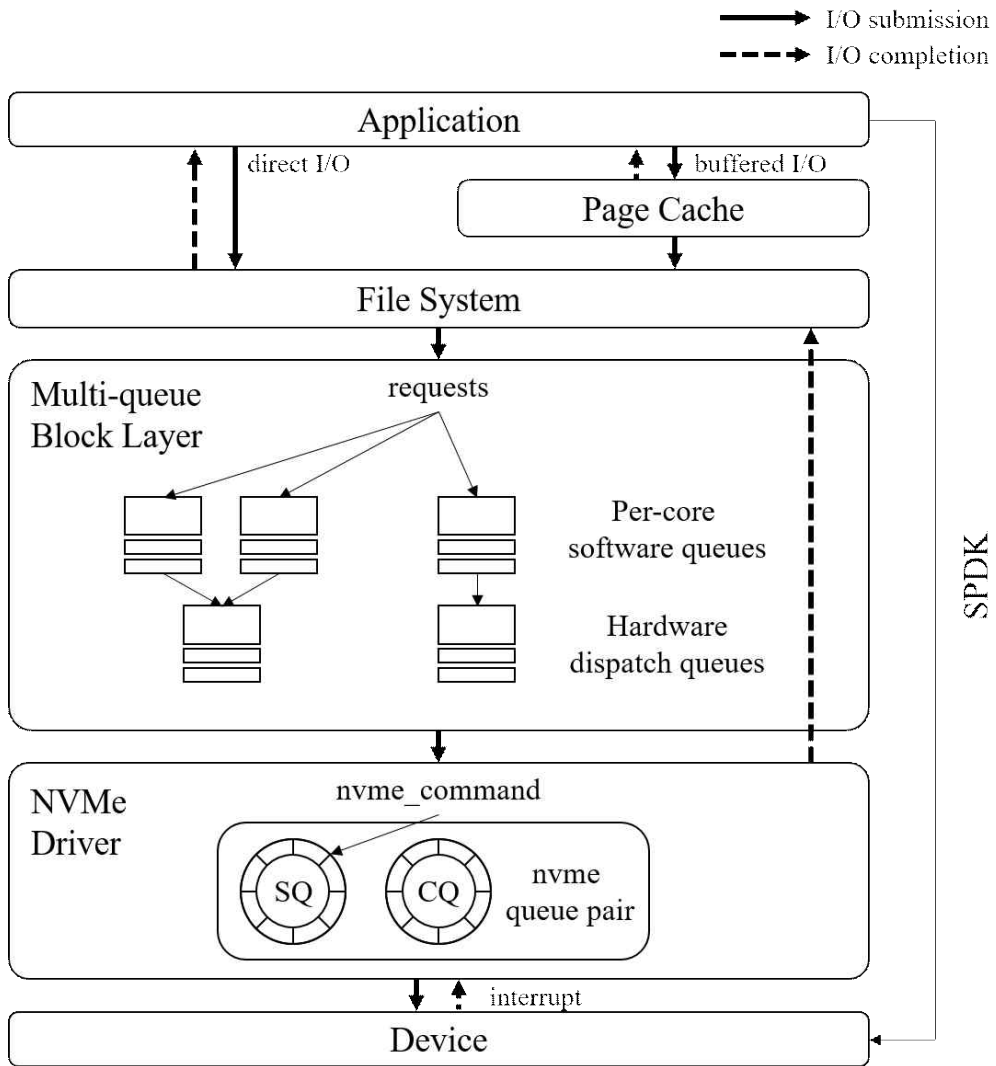 I/O submission
I/O completion
Application
direct I/O
buffered I/O
Page Cache
File System
Multi-queue
Block Layer
requests
Per-core
software queues
Hardware
dispatch queues
SPDK
NVMe
Driver
nvme_command
SQ
CQ
nvme
queue pair
interrupt
Device